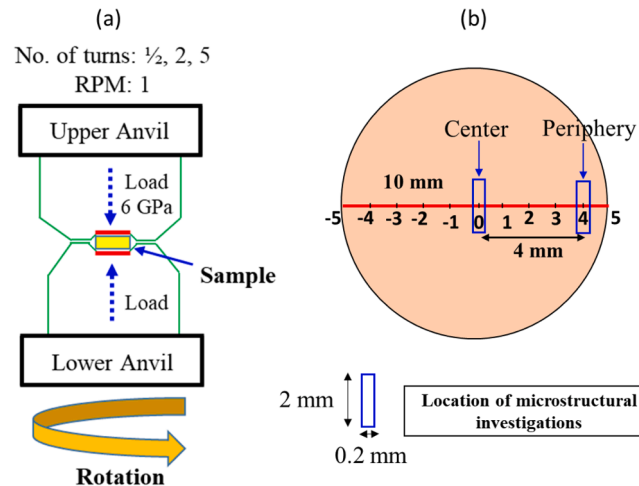 (a)
No. of turns: ½, 2, 5
RPM: 1
Upper Anvil
Load
6 GPa
Sample
Load
Lower Anvil
Rotation
(b)
Center
Periphery
10 mm
-5 -4 -3 -2 -1 0 1 2 3 4 5
4 mm
2 mm
0.2 mm
Location of microstructural
investigations